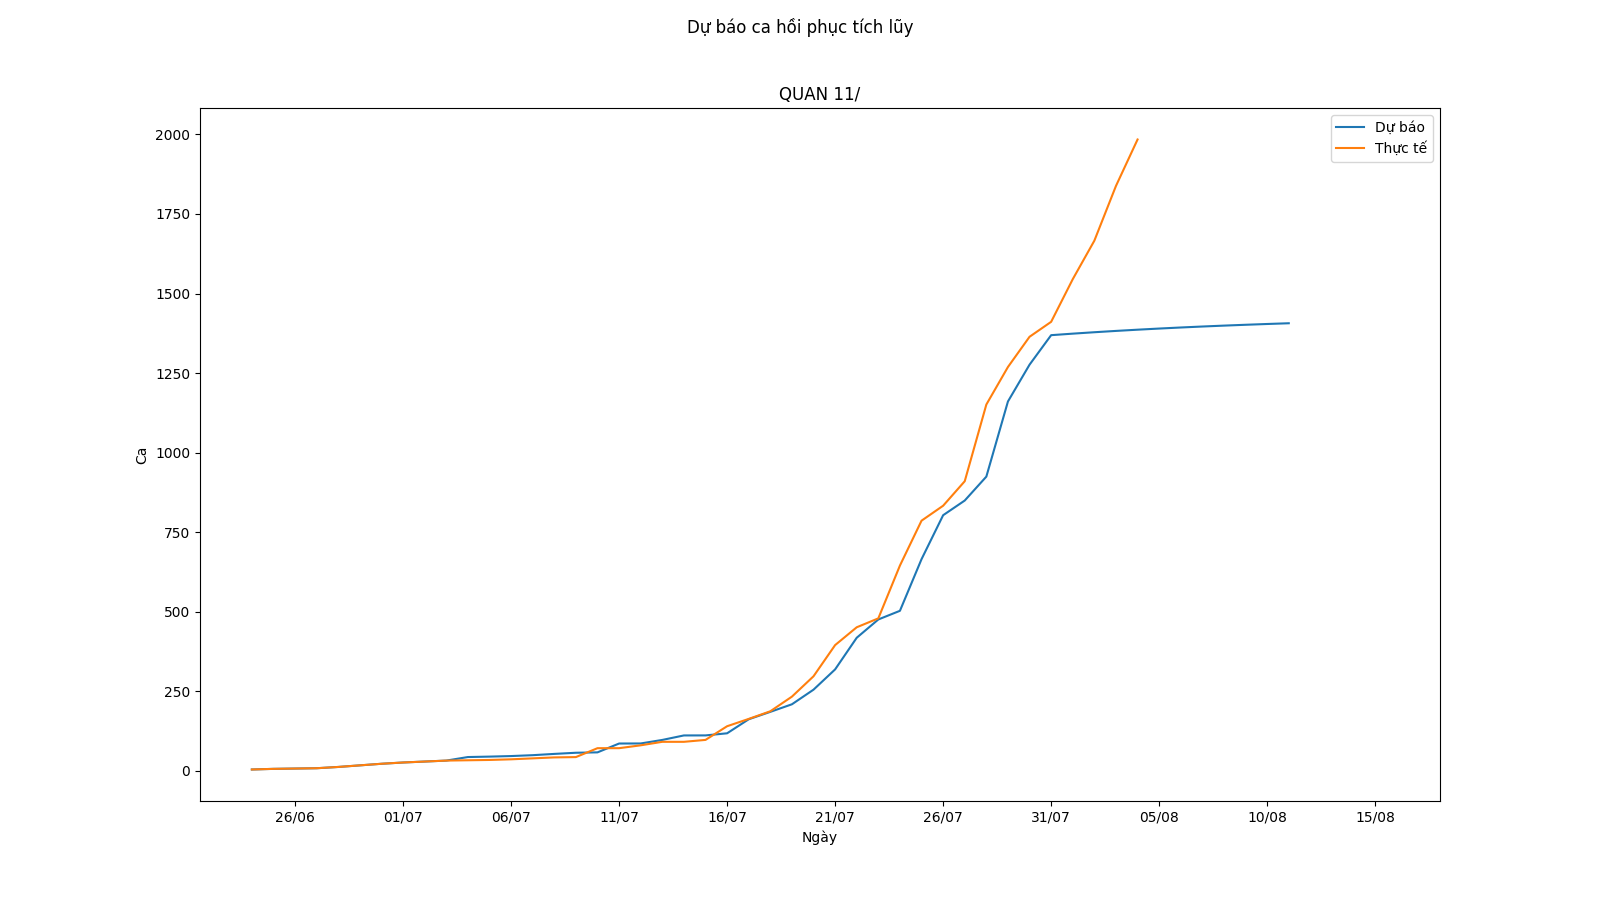 Dự báo ca hồi phục tích lũy
QUAN 11/
Dự báo
Thực tế
Ca
2000
1750
1500
1250
1000
750
500
250
0
26/06 01/07 06/07 11/07 16/07 21/07 26/07 31/07 05/08 10/08 15/08
Ngày